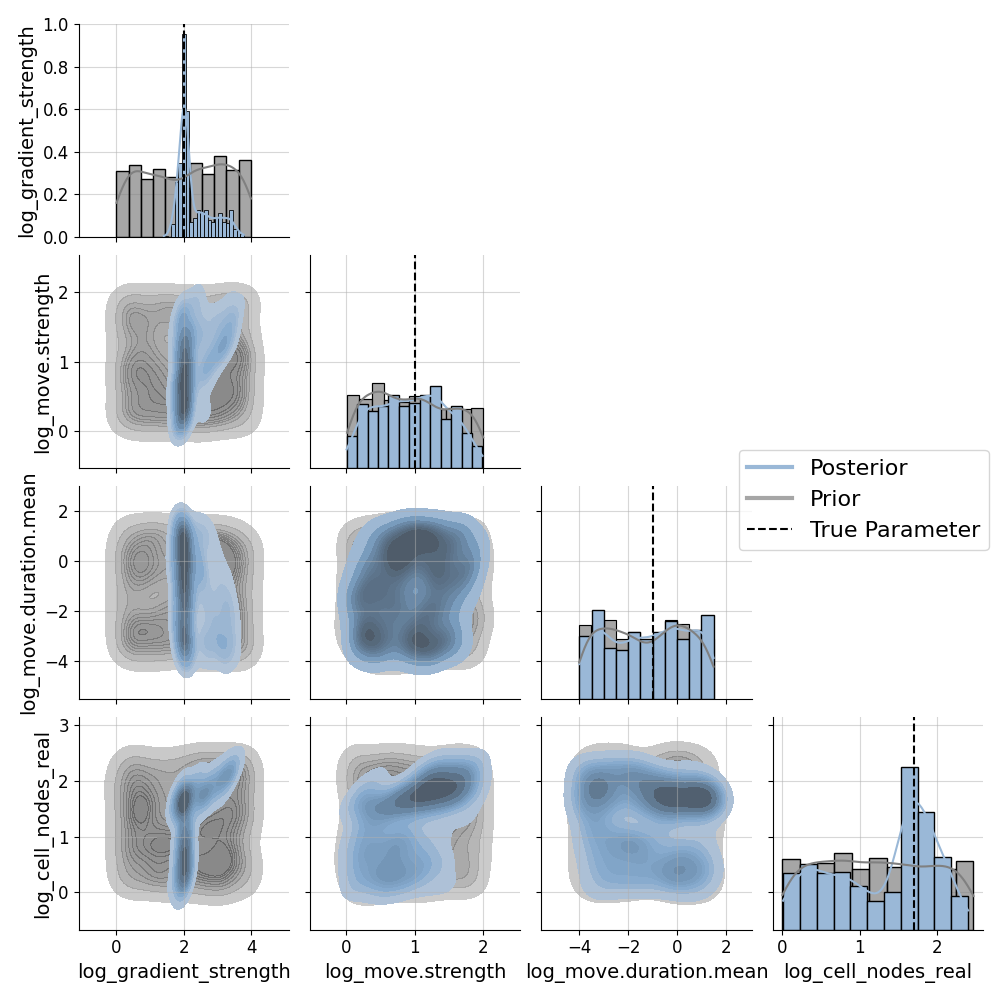 log_gradient_strength
1.0
0.8
0.6
0.4
0.2
0.0
log_move.strength
2
1
0
log_move.duration.mean
2
0
−2
−4
Posterior
Prior
True Parameter
log_cell_nodes_real
3
2
1
0
0 2 4
0 1 2
−4 −2 0 2
0 1 2
log_gradient_strength log_move.strength log_move.duration.mean log_cell_nodes_real